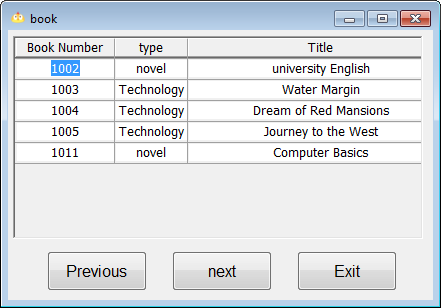 book
Book Number type Title
1002 novel university English
1003 Technology Water Margin
1004 Technology Dream of Red Mansions
1005 Technology Journey to the West
1011 novel Computer Basics
Previous next Exit